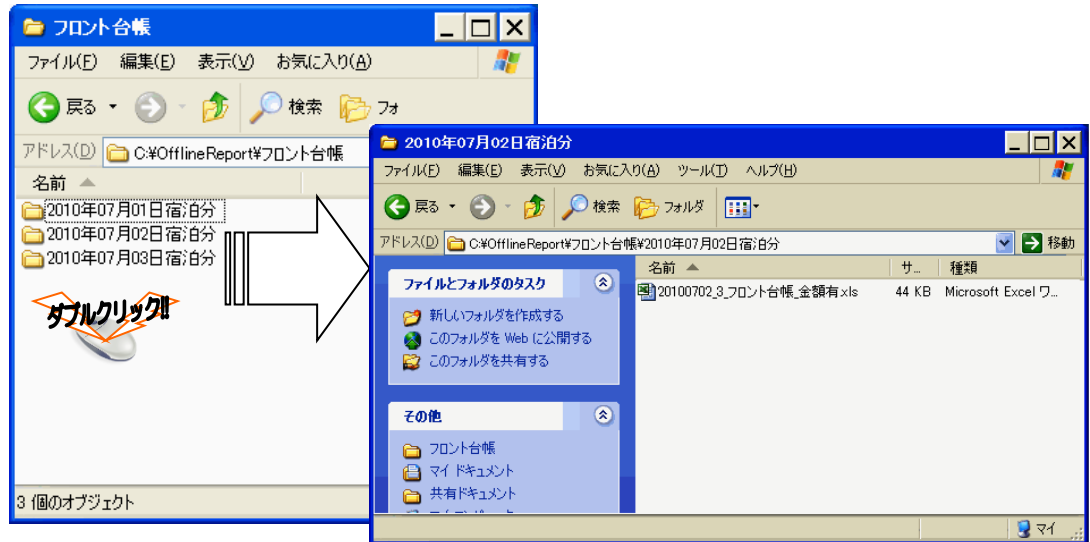 フロント台帳
ファイル(F) 編集(E) 表示(V) お気に入り(A)
戻る 検索 フォ
アドレス(D) C:¥OfflineReport¥フロント台帳
名前
2010年07月01日宿泊分
2010年07月02日宿泊分
2010年07月03日宿泊分
ダブルクリック!!
3 個のオブジェクト
2010年07月02日宿泊分
ファイル(F) 編集(E) 表示(V) お気に入り(A) ツール(T) ヘルプ(H)
戻る 検索 フォルダ
アドレス(D) C:¥OfflineReport¥フロント台帳¥2010年07月02日宿泊分 移動
名前 サ... 種類
20100702_3_フロント台帳_金額有.xls 44 KB Microsoft Excel ワ...
ファイルとフォルダのタスク
新しいフォルダを作成する
このフォルダを Web に公開する
このフォルダを共有する
その他
フロント台帳
マイ ドキュメント
共有ドキュメント
マイ